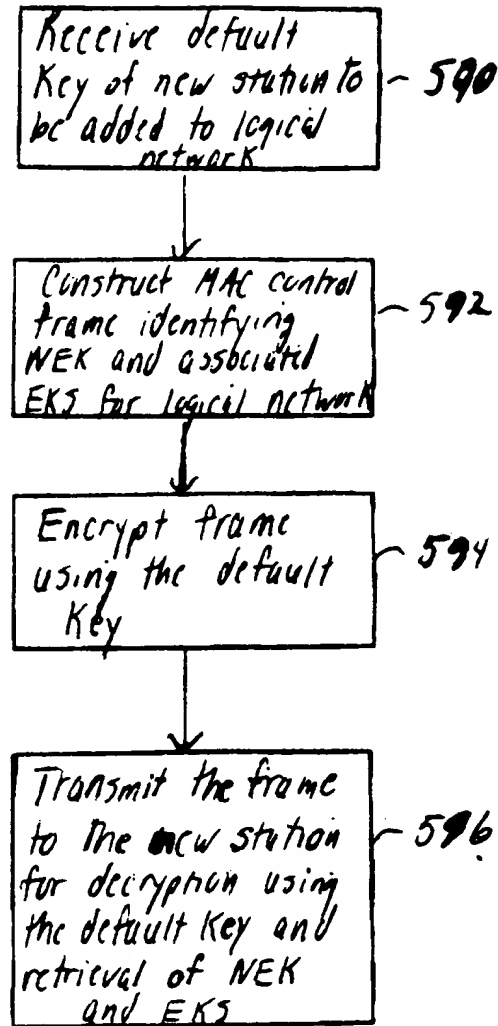 Receive default
Key of new station to
be added to logical
network
590
Construct MAC control
frame identifying
NEK and associated
EKS for logical network
592
Encrypt frame
using the default
Key
594
Transmit the frame
to the new station
for decryption using
the default Key and
retrieval of NEK
and EKS
596